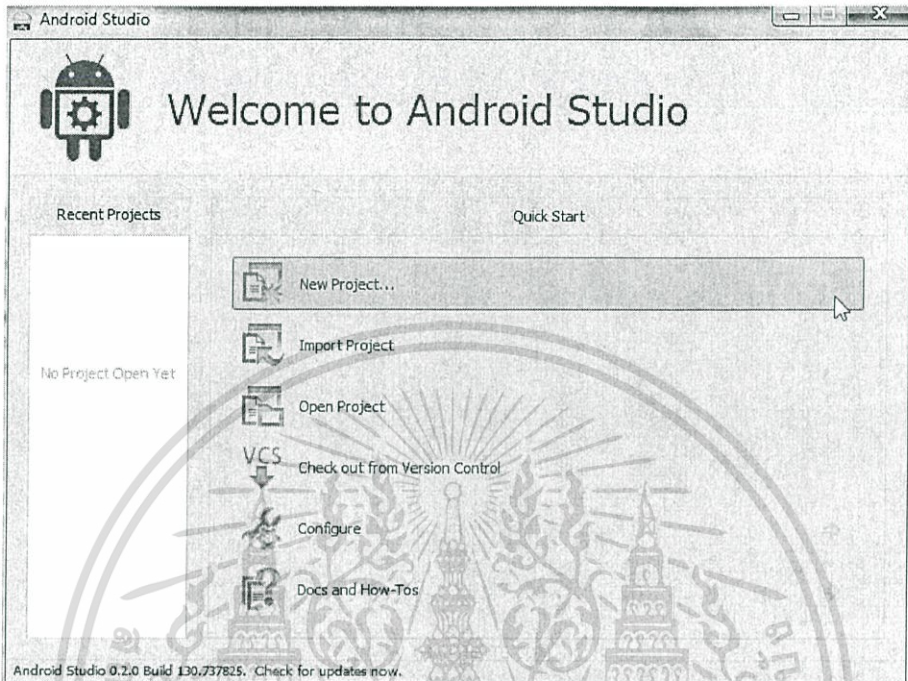 Android Studio
Welcome to Android Studio
Recent Projects
Quick Start
New Project...
Import Project
No Project Open Yet
Open Project
VCS
Check out from Version Control
Configure
Docs and How-Tos
Android Studio 0.2.0 Build 130.737825. Check for updates now.